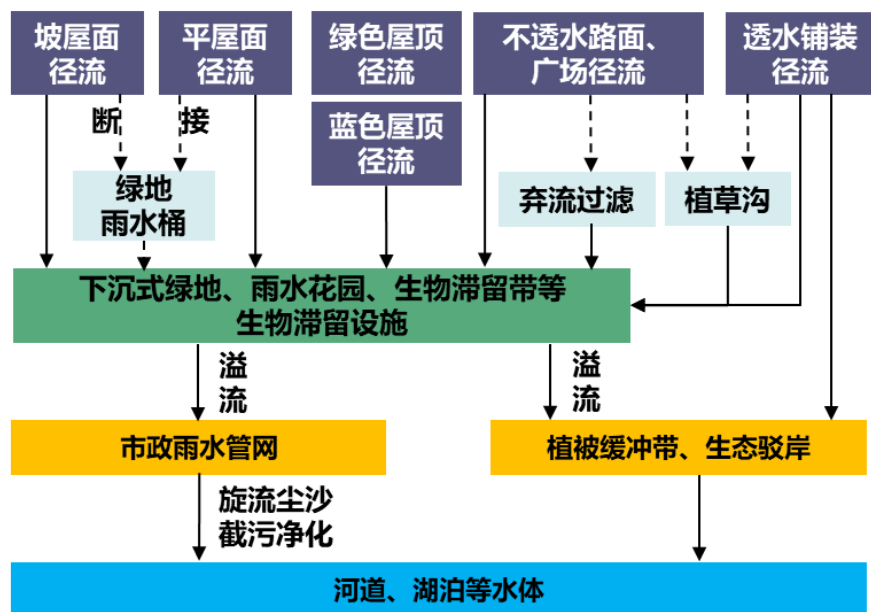 坡屋面
径流
平屋面
径流
绿色屋顶
径流
不透水路面、
广场径流
透水铺装
径流
蓝色屋顶
径流
断
接
绿地
雨水桶
弃流过滤
植草沟
下沉式绿地、雨水花园、生物滞留带等
生物滞留设施
溢
流
溢
流
市政雨水管网
植被缓冲带、生态驳岸
旋流尘沙
截污净化
河道、湖泊等水体